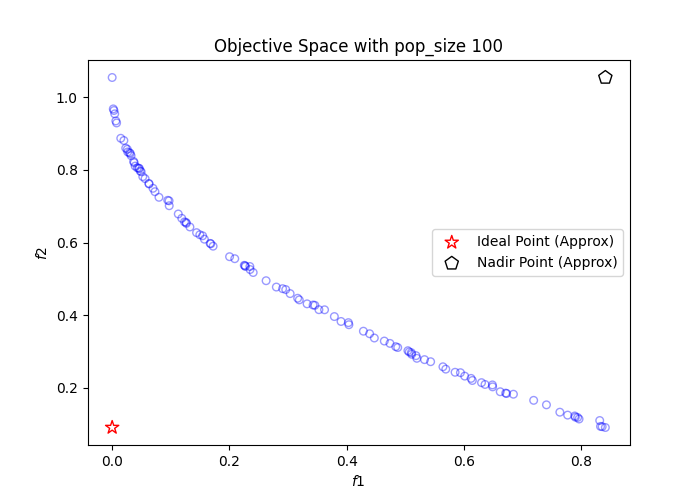 Objective Space with pop_size 100
f2
1.0
0.8
0.6
0.4
0.2
Ideal Point (Approx)
Nadir Point (Approx)
0.0 0.2 0.4 0.6 0.8
f1